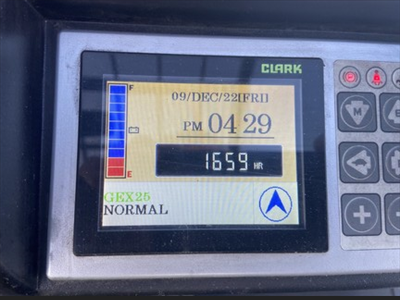 CLARK
F
09/DEC/22[FRI]
PM 04 29
1659 HR
E
GEX25
NORMAL
M